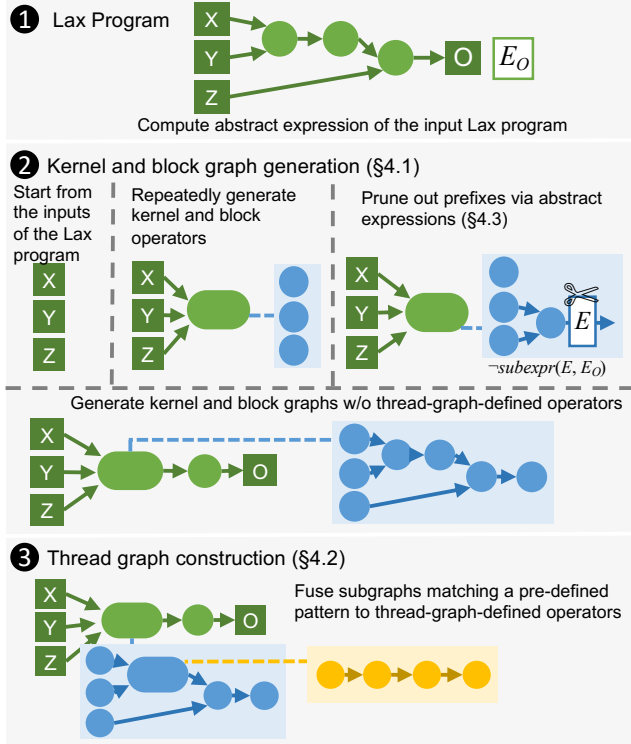 1 Lax Program
X
Y
Z
O
E_O
Compute abstract expression of the input Lax program
2 Kernel and block graph generation (§4.1)
Start from
the inputs
of the Lax
program
X
Y
Z
Repeatedly generate
kernel and block
operators
X
Y
Z
Prune out prefixes via abstract
expressions (§4.3)
X
Y
Z
E
¬subexpr(E, E_O)
Generate kernel and block graphs w/o thread-graph-defined operators
X
Y
Z
O
3 Thread graph construction (§4.2)
X
Y
Z
O
Fuse subgraphs matching a pre-defined
pattern to thread-graph-defined operators